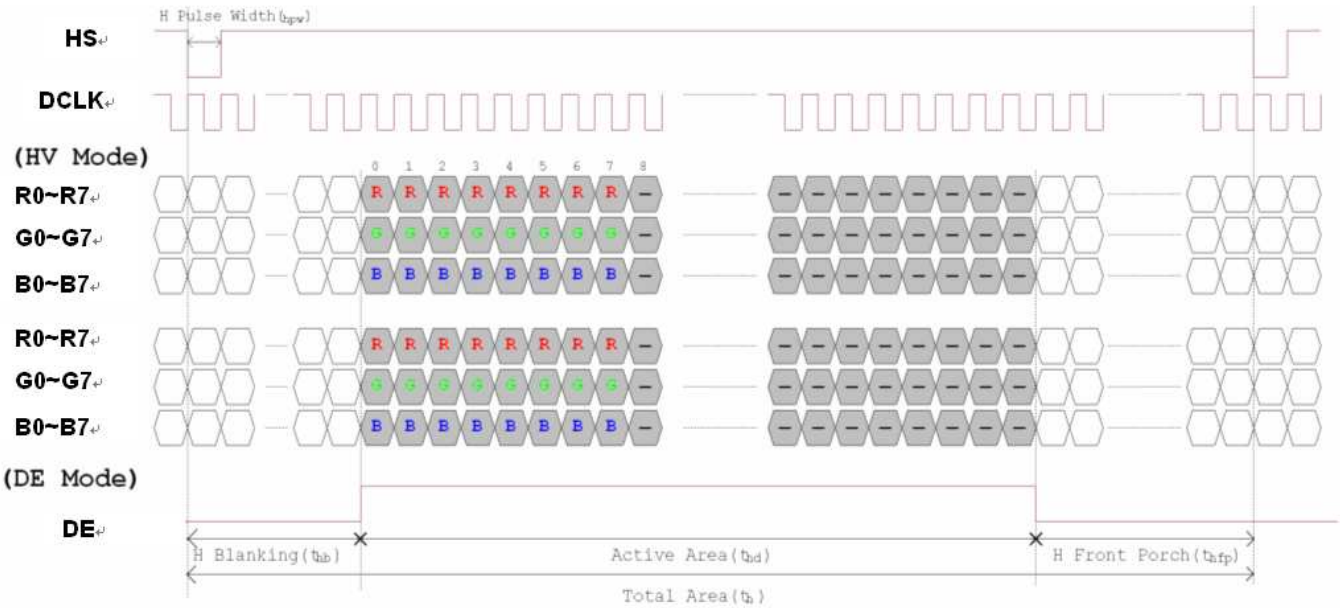 H Pulse Width(thpw)
HS
DCLK
(HV Mode)
0 1 2 3 4 5 6 7 8
R0~R7 R R R R R R R R - - - - - - - - -
G0~G7 G G G G G G G G - - - - - - - - -
B0~B7 B B B B B B B B - - - - - - - - -
R0~R7 R R R R R R R R - - - - - - - - -
G0~G7 G G G G G G G G - - - - - - - - -
B0~B7 B B B B B B B B - - - - - - - - -
(DE Mode)
DE
H Blanking(thb) Active Area(thd) H Front Porch(thfp)
Total Area(th)